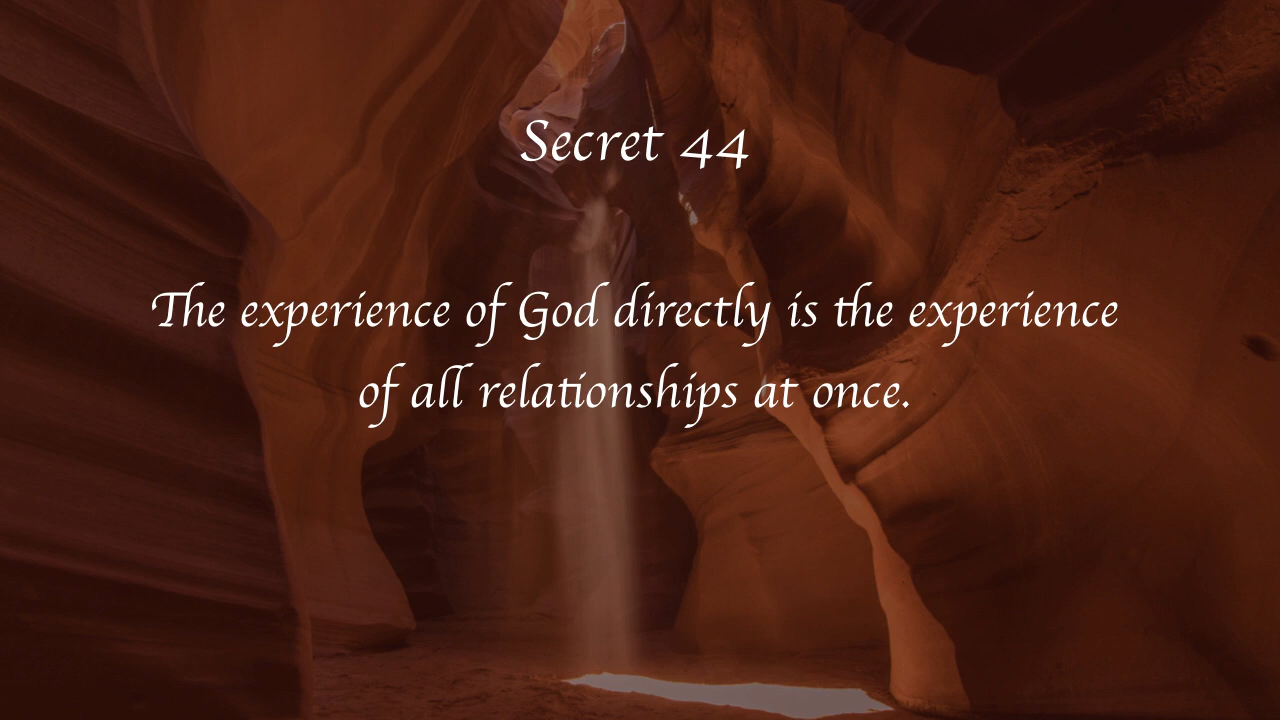 Secret 44
The experience of God directly is the experience
of all relationships at once.